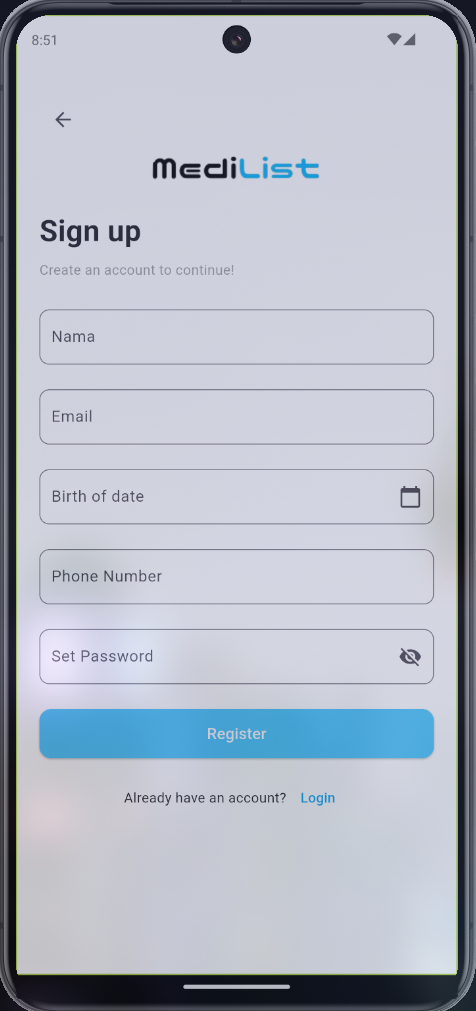 8:51
MediList
Sign up
Create an account to continue!
Nama
Email
Birth of date
Phone Number
Set Password
Register
Already have an account? Login